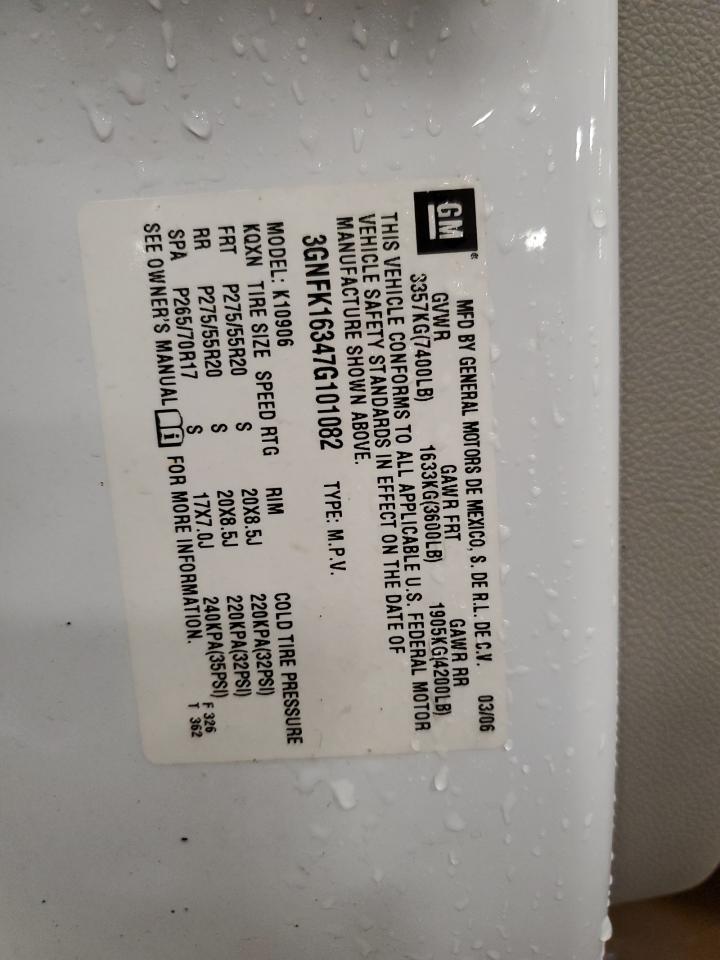 GM®
MFD BY GENERAL MOTORS DE MEXICO, S. DE R.L. DE C.V. 03/06
GVWR GAWR FRT GAWR RR
3357KG(7400LB) 1633KG(3600LB) 1905KG(4200LB)
THIS VEHICLE CONFORMS TO ALL APPLICABLE U.S. FEDERAL MOTOR
VEHICLE SAFETY STANDARDS IN EFFECT ON THE DATE OF
MANUFACTURE SHOWN ABOVE.
3GNFK16347G101082 TYPE: M.P.V.
MODEL: K10906
KQXN TIRE SIZE SPEED RTG RIM COLD TIRE PRESSURE
FRT P275/55R20 S 20X8.5J 220KPA(32PSI)
RR P275/55R20 S 20X8.5J 220KPA(32PSI)
SPA P265/70R17 S 17X7.0J 240KPA(35PSI)
SEE OWNER'S MANUAL i FOR MORE INFORMATION.
F 326
T 362